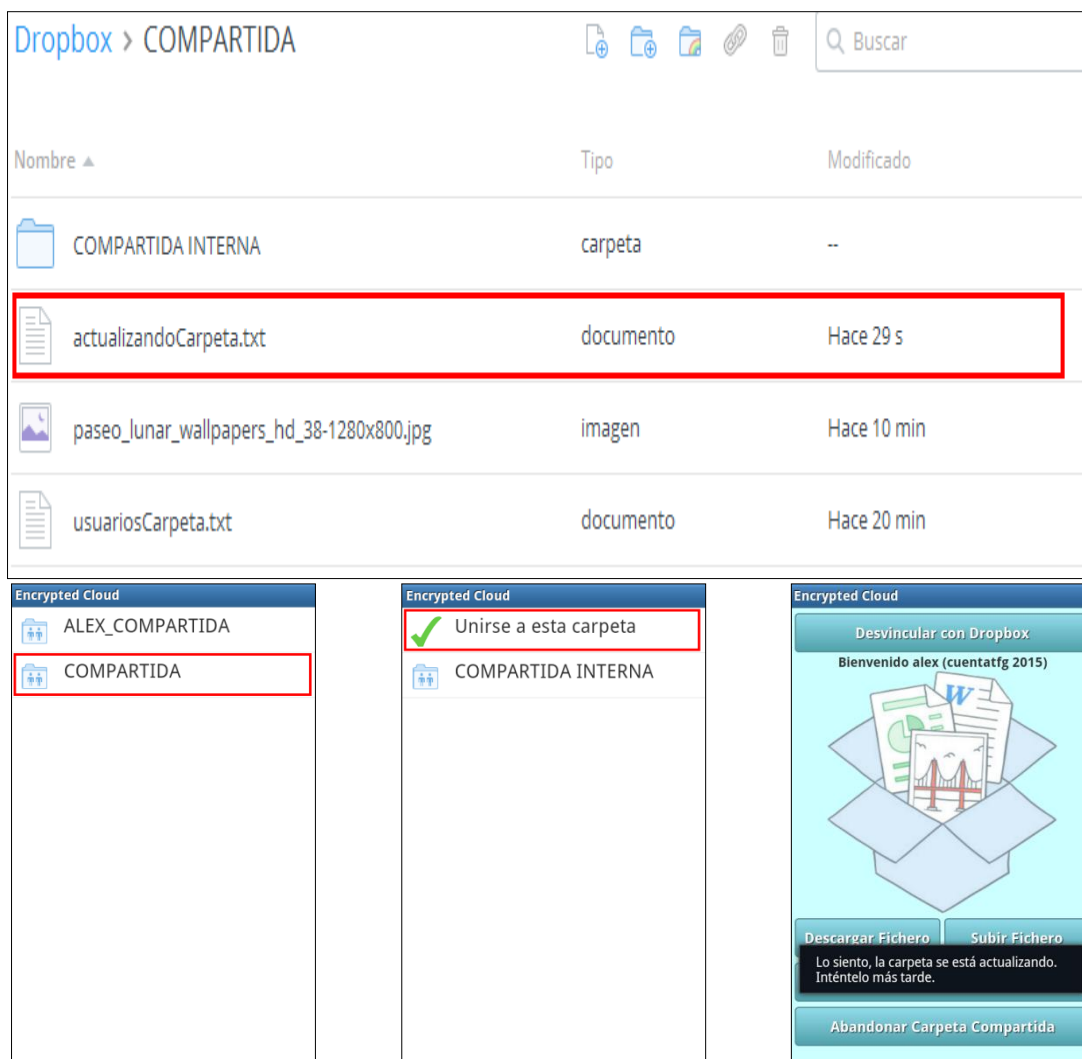 Dropbox > COMPARTIDA
Buscar
Nombre Tipo Modificado
COMPARTIDA INTERNA carpeta --
actualizandoCarpeta.txt documento Hace 29 s
paseo_lunar_wallpapers_hd_38-1280x800.jpg imagen Hace 10 min
usuariosCarpeta.txt documento Hace 20 min
Encrypted Cloud
ALEX_COMPARTIDA
COMPARTIDA
Encrypted Cloud
Unirse a esta carpeta
COMPARTIDA INTERNA
Encrypted Cloud
Desvincular con Dropbox
Bienvenido alex (cuentatfg 2015)
W
Descargar Fichero Subir Fichero
Lo siento, la carpeta se está actualizando.
Inténtelo más tarde.
Abandonar Carpeta Compartida